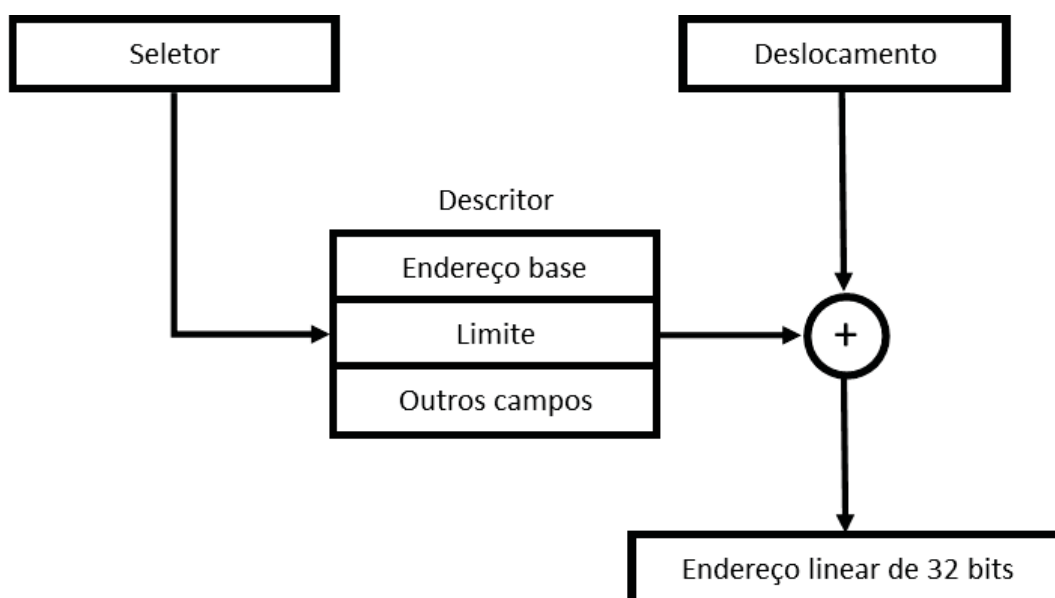 Seletor
Deslocamento
Descritor
Endereço base
Limite
+
Outros campos
Endereço linear de 32 bits